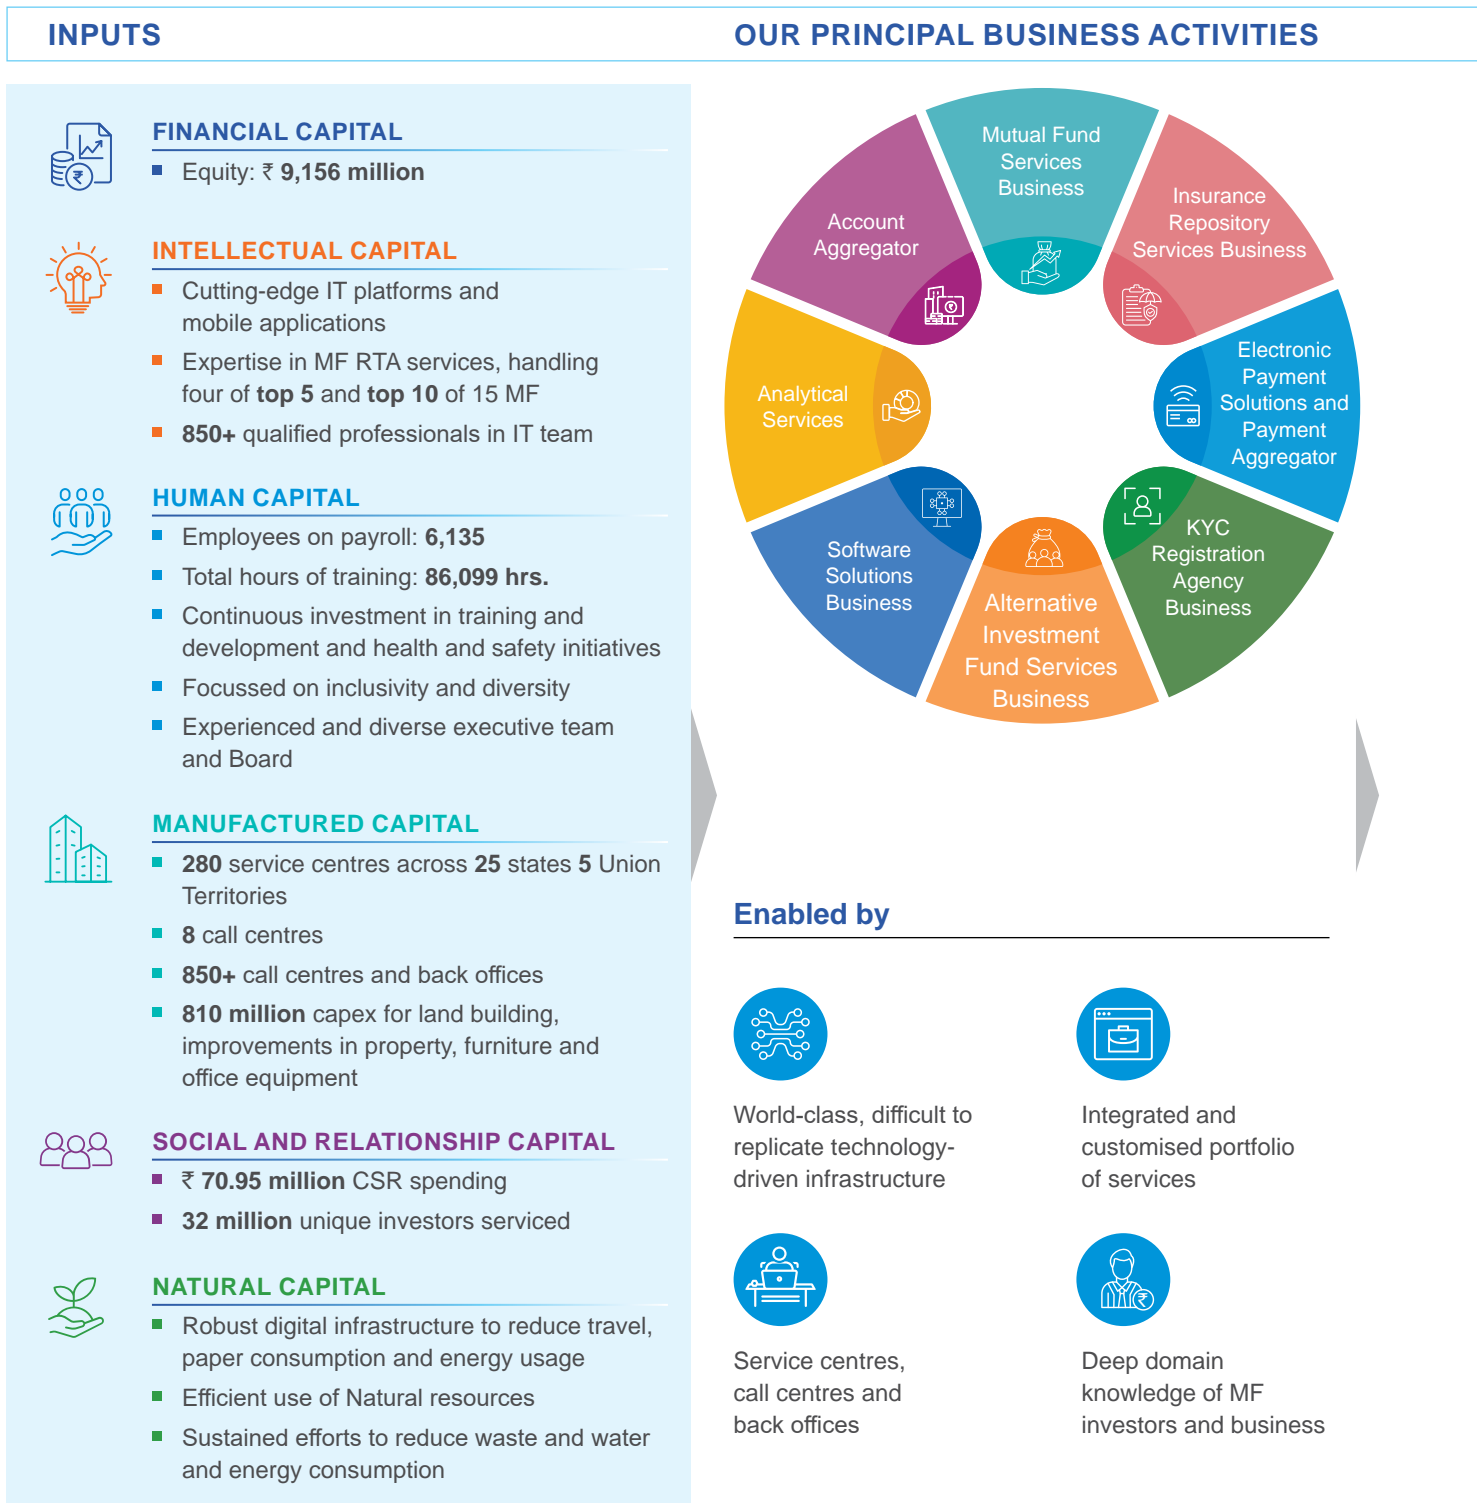 INPUTS
FINANCIAL CAPITAL
Equity: ₹ 9,156 million
INTELLECTUAL CAPITAL
Cutting-edge IT platforms and
mobile applications
Expertise in MF RTA services, handling
four of top 5 and top 10 of 15 MF
850+ qualified professionals in IT team
HUMAN CAPITAL
Employees on payroll: 6,135
Total hours of training: 86,099 hrs.
Continuous investment in training and
development and health and safety initiatives
Focussed on inclusivity and diversity
Experienced and diverse executive team
and Board
MANUFACTURED CAPITAL
280 service centres across 25 states 5 Union
Territories
8 call centres
850+ call centres and back offices
810 million capex for land building,
improvements in property, furniture and
office equipment
SOCIAL AND RELATIONSHIP CAPITAL
₹ 70.95 million CSR spending
32 million unique investors serviced
NATURAL CAPITAL
Robust digital infrastructure to reduce travel,
paper consumption and energy usage
Efficient use of Natural resources
Sustained efforts to reduce waste and water
and energy consumption
OUR PRINCIPAL BUSINESS ACTIVITIES
Mutual Fund
Services
Business
Insurance
Repository
Services Business
Electronic
Payment
Solutions and
Payment
Aggregator
KYC
Registration
Agency
Business
Alternative
Investment
Fund Services
Business
Software
Solutions
Business
Analytical
Services
Account
Aggregator
Enabled by
World-class, difficult to
replicate technology-
driven infrastructure
Integrated and
customised portfolio
of services
Service centres,
call centres and
back offices
Deep domain
knowledge of MF
investors and business